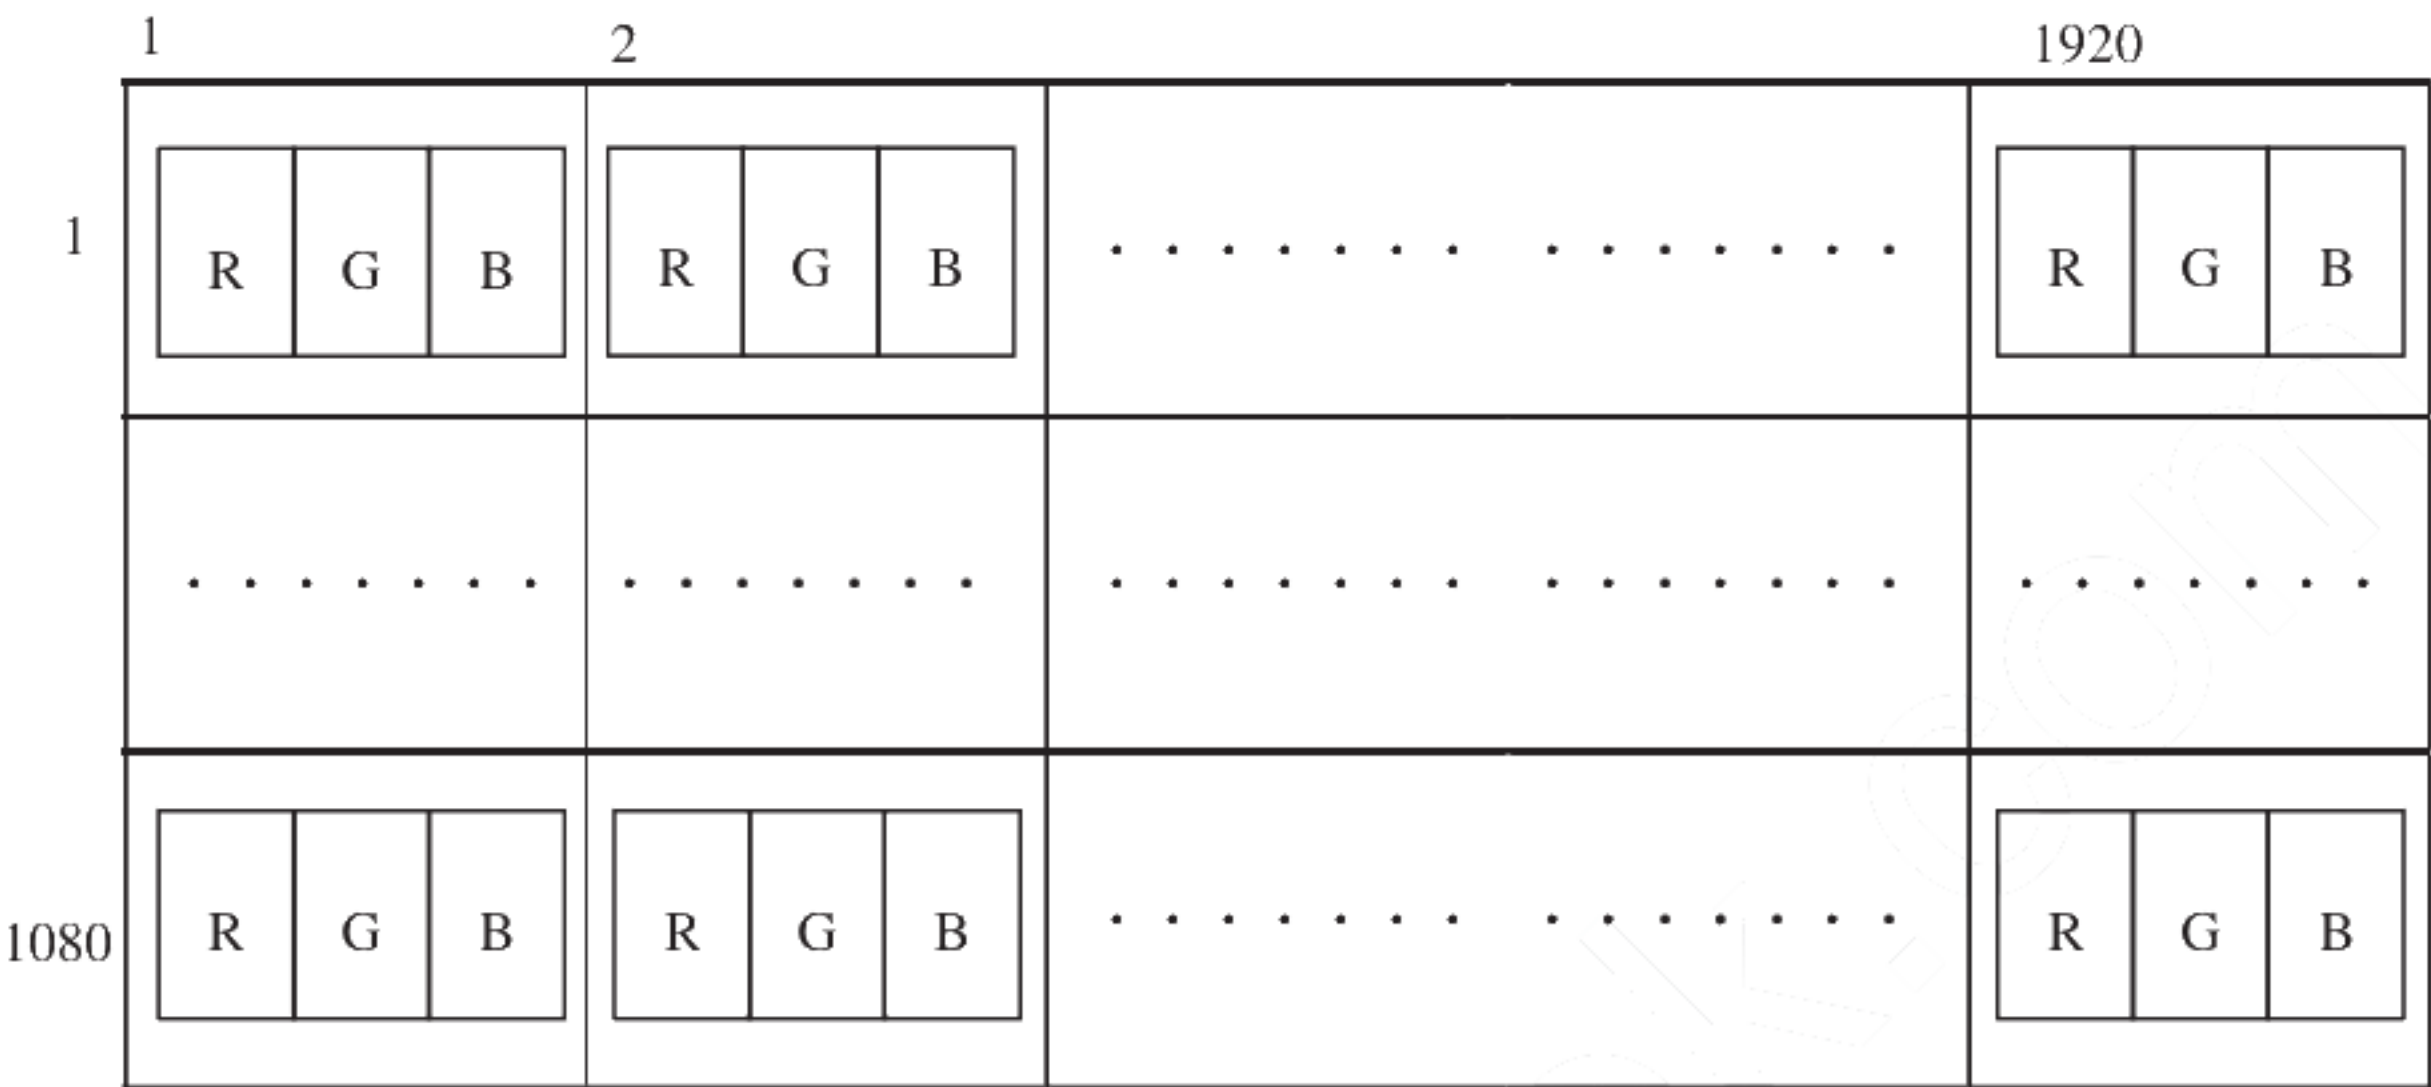 1 2 1920
1 R G B R G B . . . . . . . . . . . . . . R G B
. . . . . . . . . . . . . . . . . . . . . . . . . . . . . . . . . . .
1080 R G B R G B . . . . . . . . . . . . . . R G B